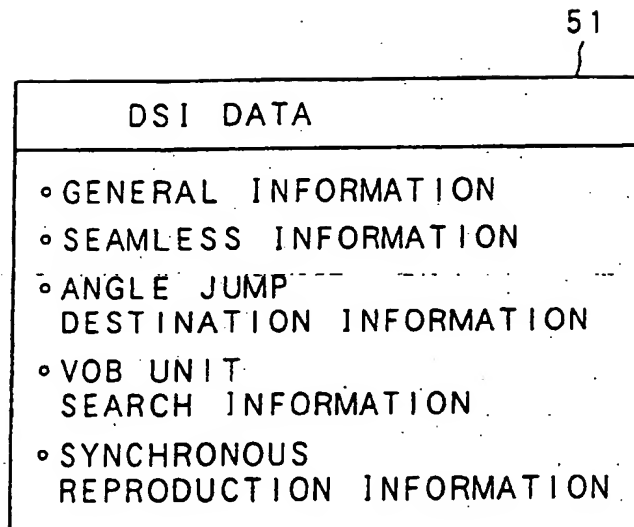 51
DSI DATA
∘ GENERAL INFORMATION
∘ SEAMLESS INFORMATION
∘ ANGLE JUMP
DESTINATION INFORMATION
∘ VOB UNIT
SEARCH INFORMATION
∘ SYNCHRONOUS
REPRODUCTION INFORMATION